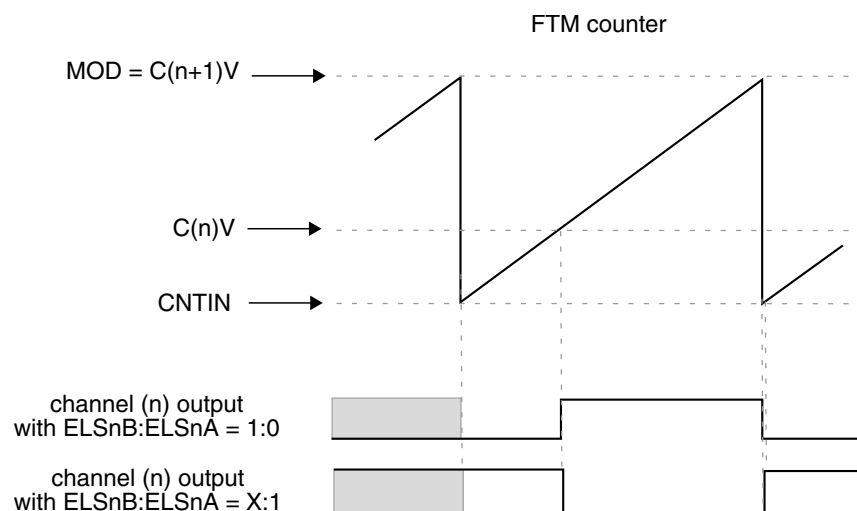 FTM counter
MOD = C(n+1)V
C(n)V
CNTIN
channel (n) output
with ELSnB:ELSnA = 1:0
channel (n) output
with ELSnB:ELSnA = X:1